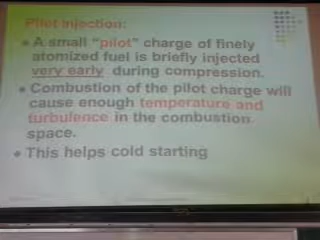 Pilot Injection:
A small "pilot" charge of finely
atomized fuel is briefly injected
very early during compression.
Combustion of the pilot charge will
cause enough temperature and
turbulence in the combustion
space.
This helps cold starting